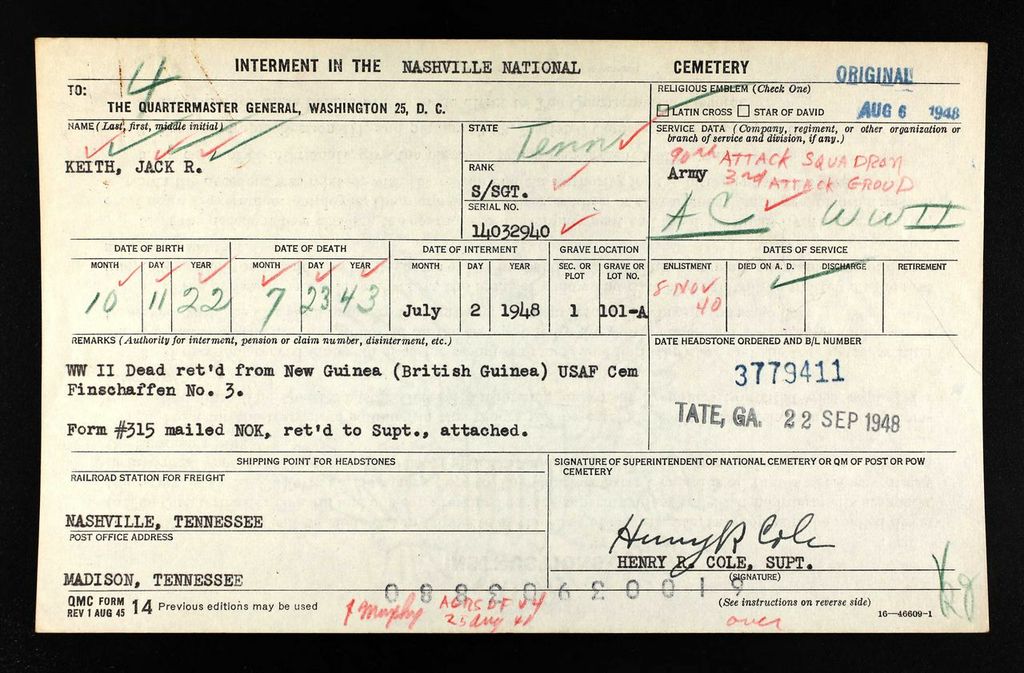 4
INTERMENT IN THE NASHVILLE NATIONAL CEMETERY
ORIGINAL
AUG 6 1948
TO:
THE QUARTERMASTER GENERAL, WASHINGTON 25, D. C.
RELIGIOUS EMBLEM (Check One)
LATIN CROSS STAR OF DAVID
NAME (Last, first, middle initial)
KEITH, JACK R.
STATE
Tenn
RANK
S/SGT.
SERIAL NO.
14032940
SERVICE DATA (Company, regiment, or other organization or branch of service and division, if any.)
90th ATTACK SQUADRON
Army 3rd ATTACK GROUP
AC WWII
DATE OF BIRTH
MONTH DAY YEAR
10 11 22
DATE OF DEATH
MONTH DAY YEAR
7 23 43
DATE OF INTERMENT
MONTH DAY YEAR
July 2 1948
GRAVE LOCATION
SEC. OR PLOT GRAVE OR LOT NO.
1 101-A
DATES OF SERVICE
ENLISTMENT DIED ON A. D. DISCHARGE RETIREMENT
8 NOV 40
REMARKS (Authority for interment, pension or claim number, disinterment, etc.)
WW II Dead ret'd from New Guinea (British Guinea) USAF Cem
Finschaffen No. 3.
Form #315 mailed NOK, ret'd to Supt., attached.
DATE HEADSTONE ORDERED AND B/L NUMBER
3779411
TATE, GA. 22 SEP 1948
SHIPPING POINT FOR HEADSTONES
RAILROAD STATION FOR FREIGHT
NASHVILLE, TENNESSEE
POST OFFICE ADDRESS
MADISON, TENNESSEE
SIGNATURE OF SUPERINTENDENT OF NATIONAL CEMETERY OR QM OF POST OR POW CEMETERY
Henry R Cole
HENRY R. COLE, SUPT.
(SIGNATURE)
QMC FORM
REV 1 AUG 45 14 Previous editions may be used
J Murphy
25 Aug
(See instructions on reverse side)
over
16—46609-1